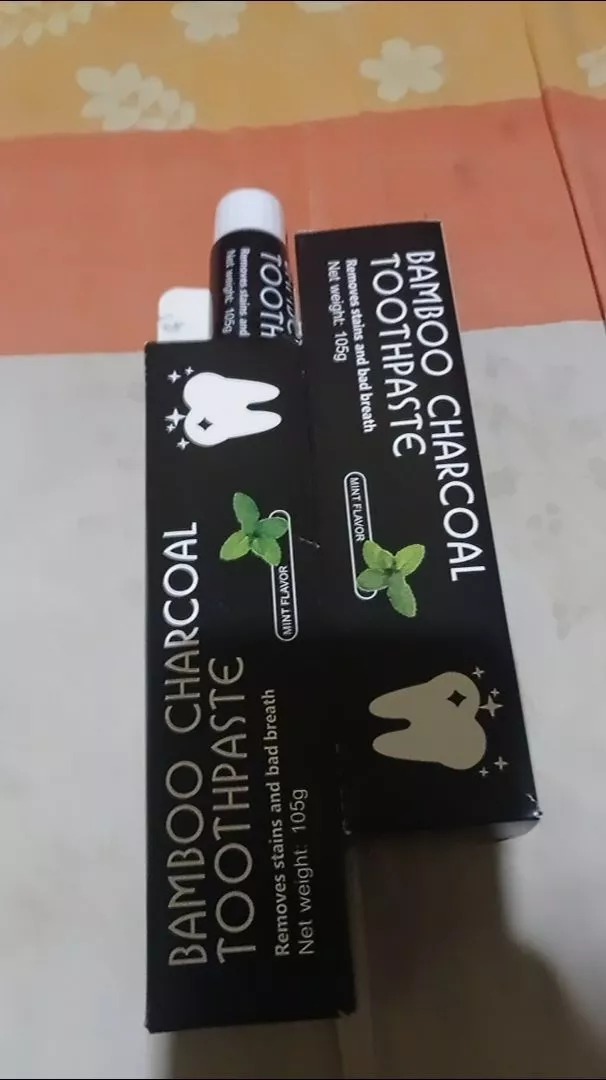 BAMBOO CHARCOAL
TOOTHPASTE
Removes stains and bad breath
Net weight: 105g
MINT FLAVOR
TOOTH
Removes stains and
Net weight: 105g
BAMBOO CHARCOAL
TOOTHPASTE
Removes stains and bad breath
Net weight: 105g
MINT FLAVOR